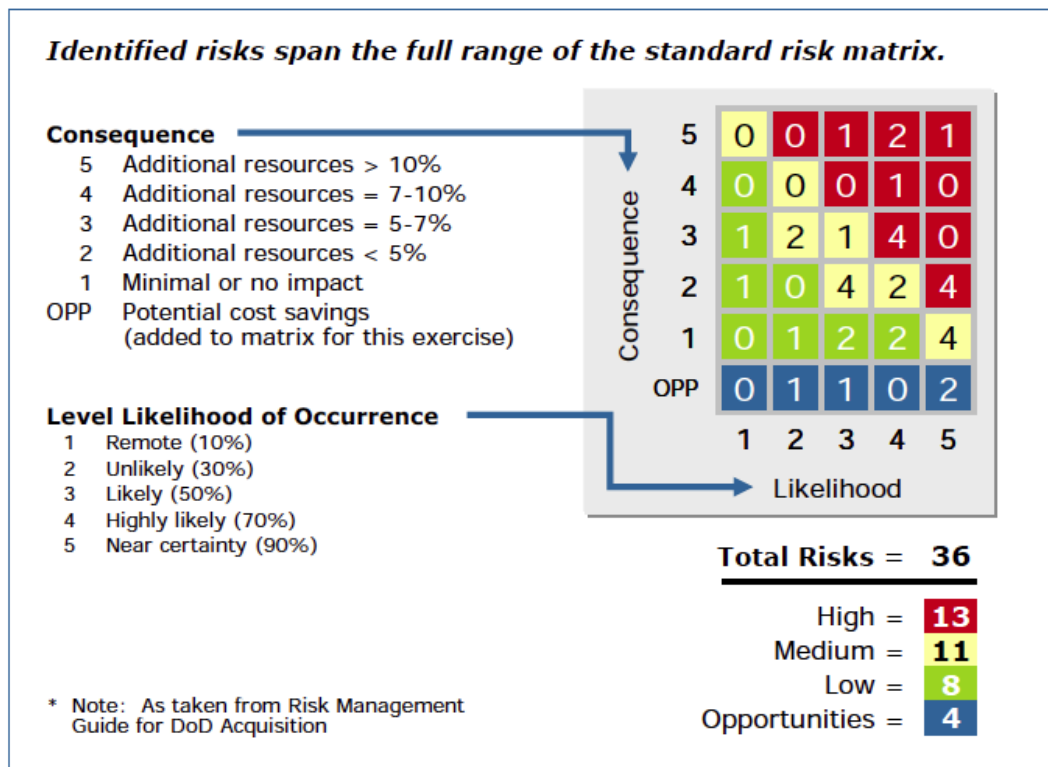 Identified risks span the full range of the standard risk matrix.
Consequence
5 Additional resources > 10%
4 Additional resources = 7-10%
3 Additional resources = 5-7%
2 Additional resources < 5%
1 Minimal or no impact
OPP Potential cost savings
(added to matrix for this exercise)
Level Likelihood of Occurrence
1 Remote (10%)
2 Unlikely (30%)
3 Likely (50%)
4 Highly likely (70%)
5 Near certainty (90%)
* Note: As taken from Risk Management
Guide for DoD Acquisition
Consequence
5 0 0 1 2 1
4 0 0 0 1 0
3 1 2 1 4 0
2 1 0 4 2 4
1 0 1 2 2 4
OPP 0 1 1 0 2
1 2 3 4 5
Likelihood
Total Risks = 36
High = 13
Medium = 11
Low = 8
Opportunities = 4